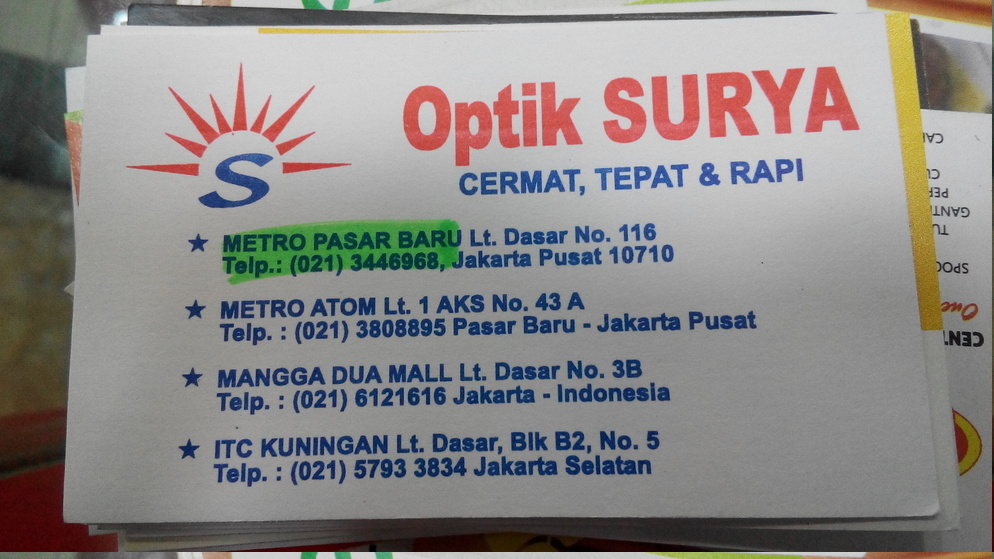 S
Optik SURYA
CERMAT, TEPAT & RAPI
★ METRO PASAR BARU Lt. Dasar No. 116
Telp.: (021) 3446968, Jakarta Pusat 10710
★ METRO ATOM Lt. 1 AKS No. 43 A
Telp. : (021) 3808895 Pasar Baru - Jakarta Pusat
★ MANGGA DUA MALL Lt. Dasar No. 3B
Telp. : (021) 6121616 Jakarta - Indonesia
★ ITC KUNINGAN Lt. Dasar, Blk B2, No. 5
Telp. : (021) 5793 3834 Jakarta Selatan